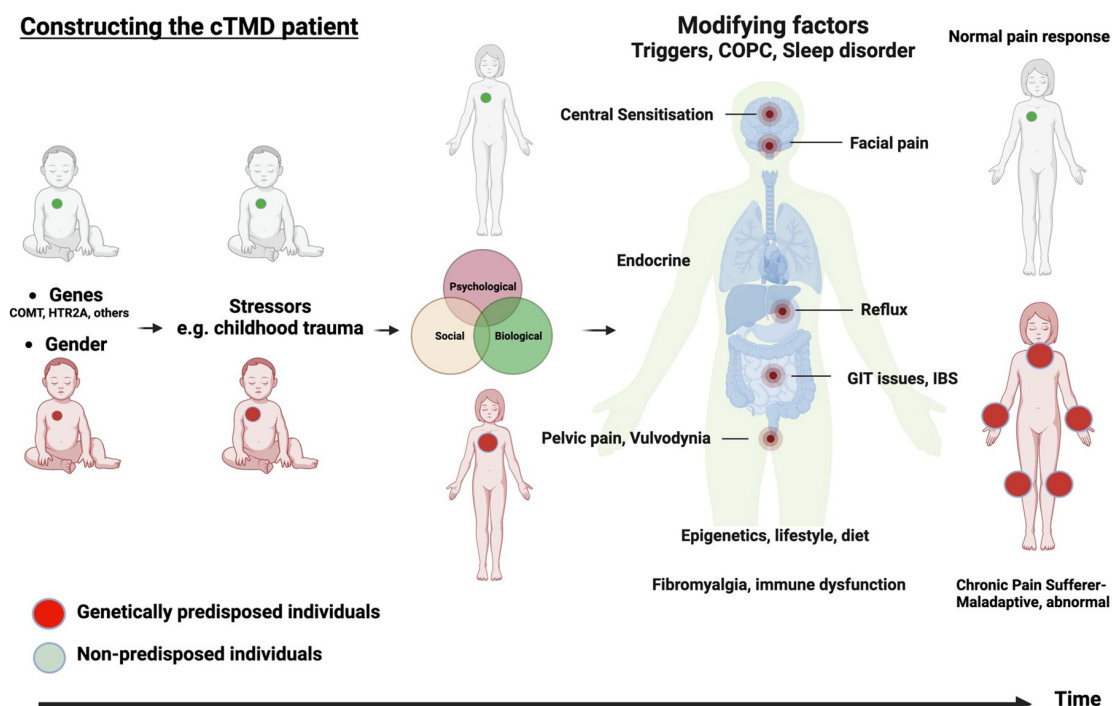 Constructing the cTMD patient
Modifying factors
Triggers, COPC, Sleep disorder
Normal pain response
Central Sensitisation
Facial pain
Endocrine
Reflux
GIT issues, IBS
Pelvic pain, Vulvodynia
• Genes
COMT, HTR2A, others
• Gender
Stressors
e.g. childhood trauma
Psychological
Social
Biological
Epigenetics, lifestyle, diet
Fibromyalgia, immune dysfunction
Chronic Pain Sufferer-
Maladaptive, abnormal
Genetically predisposed individuals
Non-predisposed individuals
Time